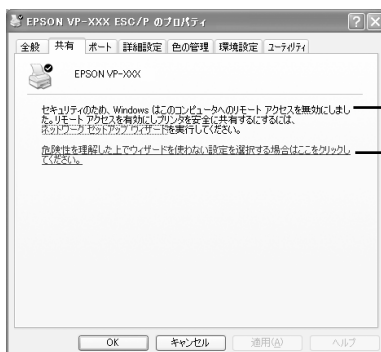 EPSON VP-XXX ESC/P のプロパティ
全般 共有 ポート 詳細設定 色の管理 環境設定 ユーティリティ
EPSON VP-XXX
セキュリティのため、Windows はこのコンピュータへのリモート アクセスを無効にしまし
た。リモート アクセスを有効にしプリンタを安全に共有するにするには、
ネットワーク セットアップ ウィザードを実行してください。
危険性を理解した上でウィザードを使わない設定を選択する場合はここをクリックし
てください。
OK キャンセル 適用(A) ヘルプ